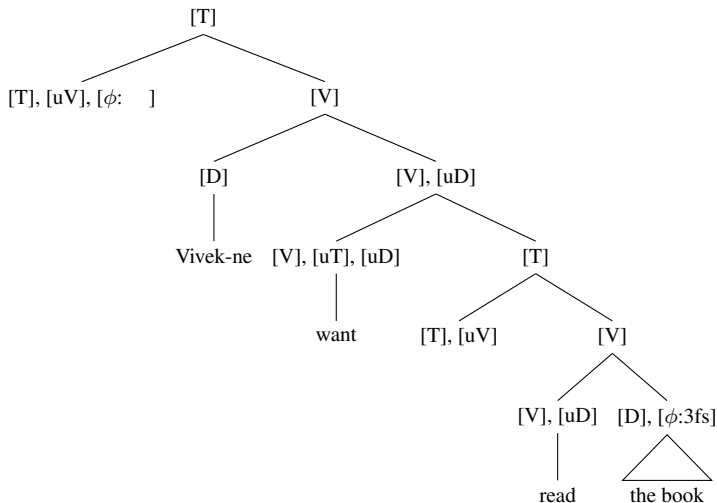 [T]
[T], [uV], [ϕ: ]
[V]
[D]
[V], [uD]
Vivek-ne
[V], [uT], [uD]
[T]
want
[T], [uV]
[V]
[V], [uD]
[D], [ϕ:3fs]
read
the book